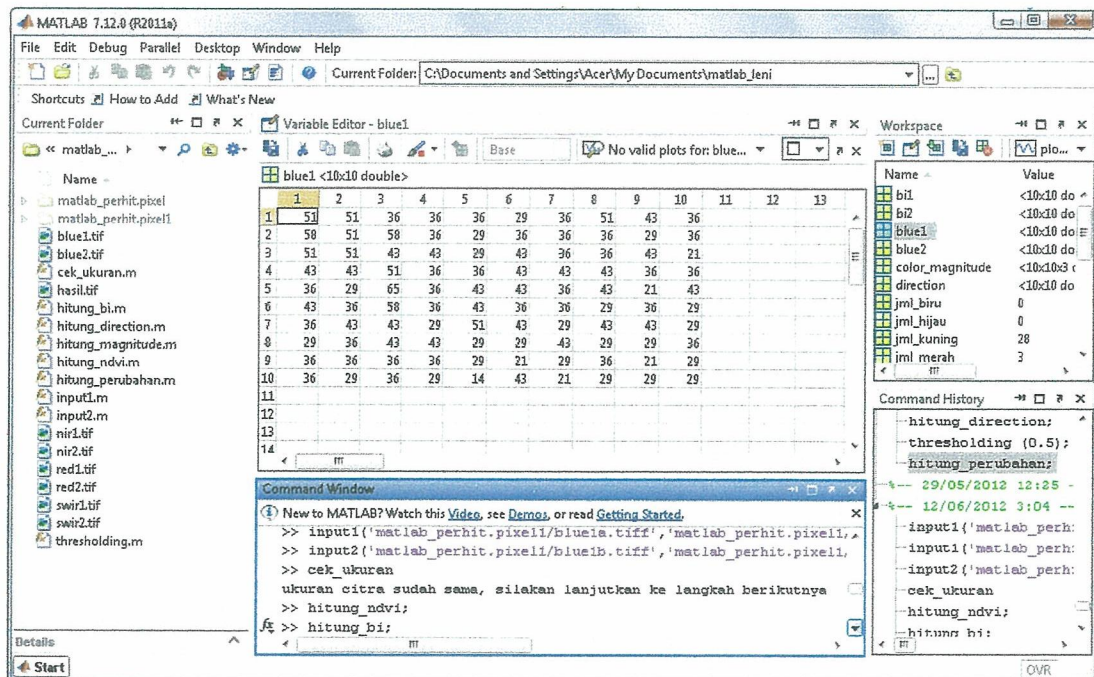 MATLAB 7.12.0 (R2011a)
File Edit Debug Parallel Desktop Window Help
Current Folder: C:\Documents and Settings\Acer\My Documents\matlab_leni
Shortcuts How to Add What's New
Current Folder
« matlab_...
Name
matlab_perhit.pixel
matlab_perhit.pixel1
blue1.tif
blue2.tif
cek_ukuran.m
hasil.tif
hitung_bi.m
hitung_direction.m
hitung_magnitude.m
hitung_ndvi.m
hitung_perubahan.m
input1.m
input2.m
nir1.tif
nir2.tif
red1.tif
red2.tif
swir1.tif
swir2.tif
thresholding.m
Details
Start
Variable Editor - blue1
Base No valid plots for: blue...
blue1 <10x10 double>
1 2 3 4 5 6 7 8 9 10 11 12 13
1 51 51 36 36 36 29 36 51 43 36
2 58 51 58 36 29 36 36 36 29 36
3 51 51 43 43 29 43 36 36 43 21
4 43 43 51 36 36 43 43 43 36 36
5 36 29 65 36 43 43 36 43 21 43
6 43 36 58 36 43 36 36 29 36 29
7 36 43 43 29 51 43 29 43 43 29
8 29 36 43 43 29 29 43 29 29 36
9 36 36 36 36 29 21 29 36 21 29
10 36 29 36 29 14 43 21 29 29 29
11
12
13
14
Command Window
New to MATLAB? Watch this Video, see Demos, or read Getting Started.
>> input1('matlab_perhit.pixel1/blue1a.tiff','matlab_perhit.pixel1,
>> input2('matlab_perhit.pixel1/blue1b.tiff','matlab_perhit.pixel1,
>> cek_ukuran
ukuran citra sudah sama, silakan lanjutkan ke langkah berikutnya
>> hitung_ndvi;
fx >> hitung_bi;
Workspace
plo...
Name Value
bi1 <10x10 do
bi2 <10x10 do
blue1 <10x10 do
blue2 <10x10 do
color_magnitude <10x10x3 c
direction <10x10 do
jml_biru 0
jml_hijau 0
jml_kuning 28
jml_merah 3
Command History
hitung_direction;
thresholding (0.5);
hitung_perubahan;
%-- 29/05/2012 12:25 -
%-- 12/06/2012 3:04 --
input1('matlab_perh:
input1('matlab_perh:
input2('matlab_perh:
cek_ukuran
hitung_ndvi;
hitung_bi;
OVR